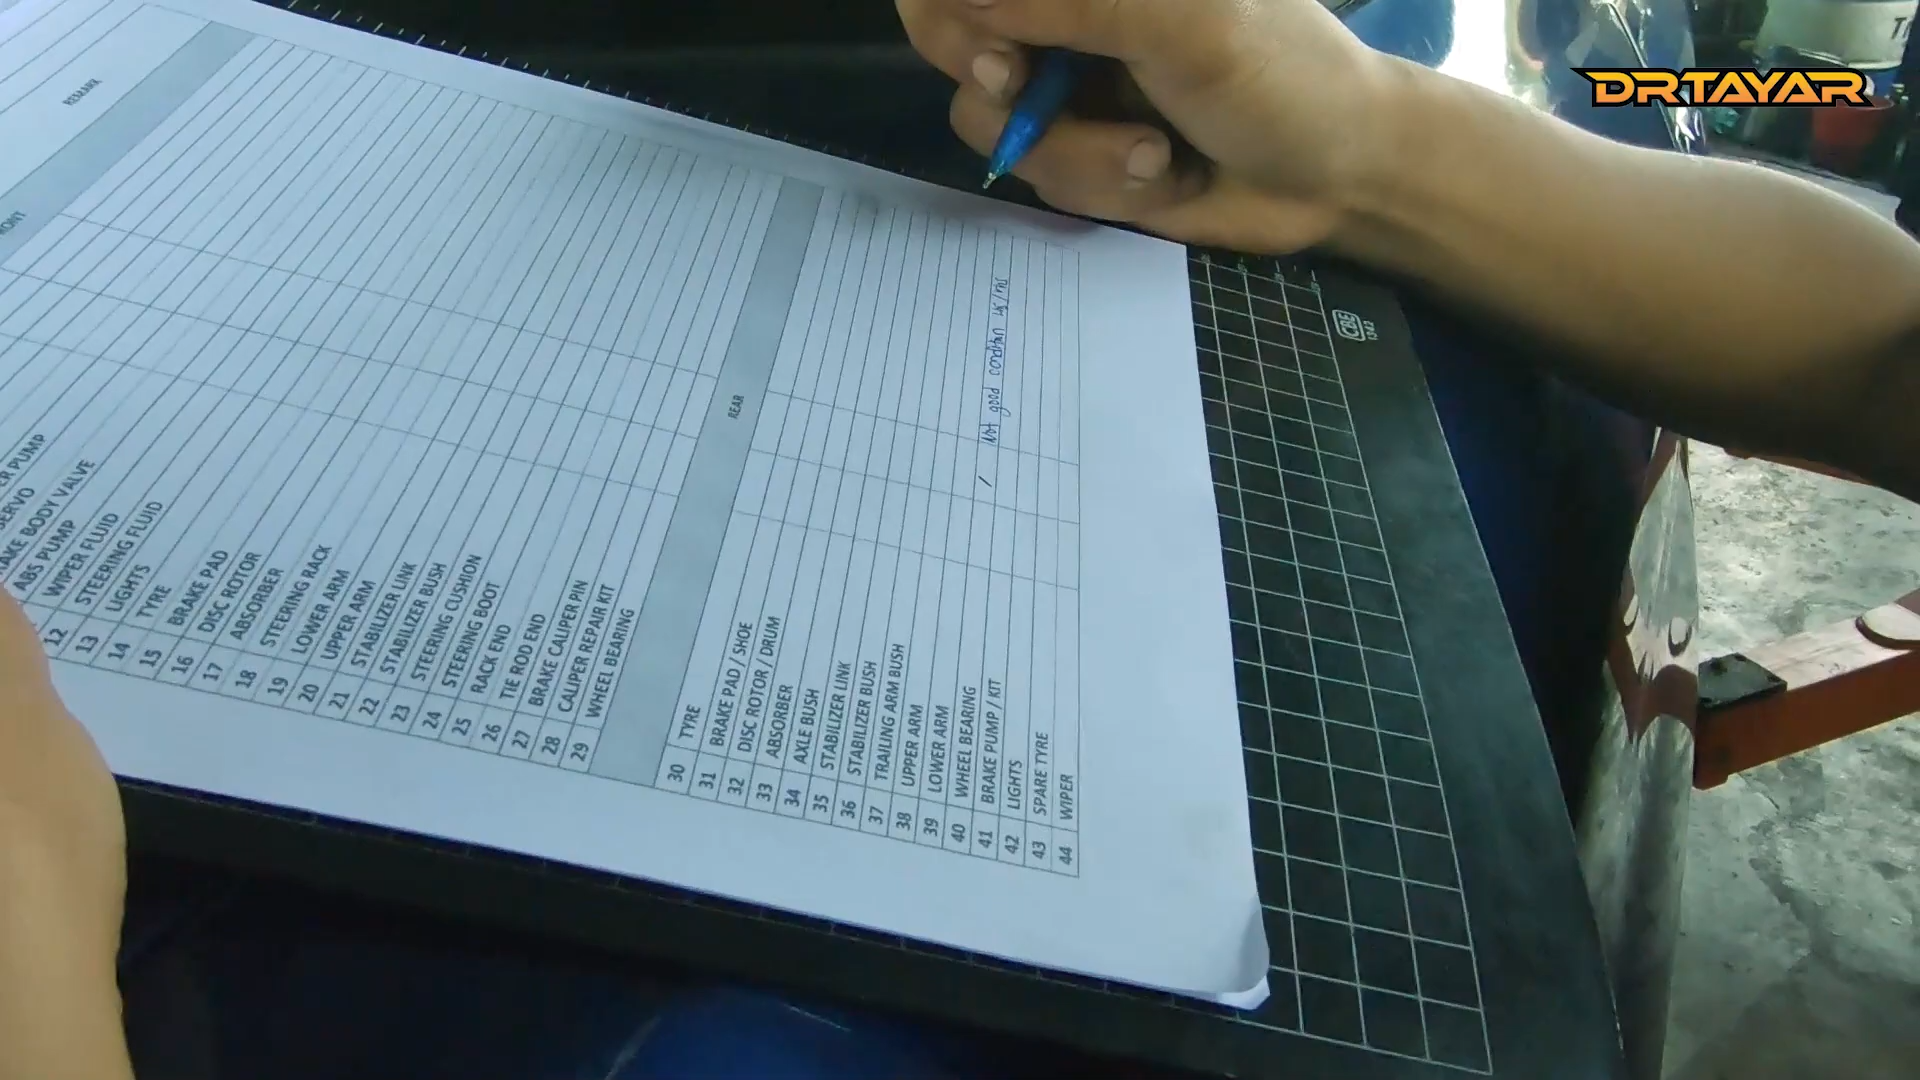 DRTAYAR
REMARK
BRAKE BODY VALVE
ABS PUMP
12 WIPER FLUID
13 STEERING FLUID
14 LIGHTS
15 TYRE
16 BRAKE PAD
17 DISC ROTOR
18 ABSORBER
19 STEERING RACK
20 LOWER ARM
21 UPPER ARM
22 STABILIZER LINK
23 STABILIZER BUSH
24 STEERING CUSHION
25 STEERING BOOT
26 RACK END
27 TIE ROD END
28 BRAKE CALIPER PIN
29 CALIPER REPAIR KIT
WHEEL BEARING
REAR
30 TYRE
31 BRAKE PAD / SHOE
32 DISC ROTOR / DRUM
33 ABSORBER
34 AXLE BUSH
35 STABILIZER LINK
36 STABILIZER BUSH
37 TRAILING ARM BUSH
38 UPPER ARM
39 LOWER ARM
40 WHEEL BEARING
41 BRAKE PUMP / KIT / Not good condition
42 LIGHTS
43 SPARE TYRE
44 WIPER
CBE
1342